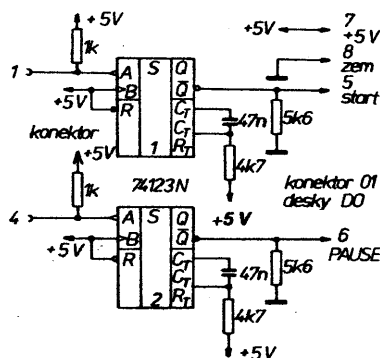 +5V
1k
1
A S Q
+5V
B Q
R CT
CT
1 RT
47n
4k7
+5V
5k6
+5V
7
+5V
8
zem
5
start
konektor
+5V
1k
74123N
konektor 01
desky DO
4
A S Q
+5V
B Q
R CT
CT
2 RT
47n
4k7
+5V
5k6
6
PAUSE